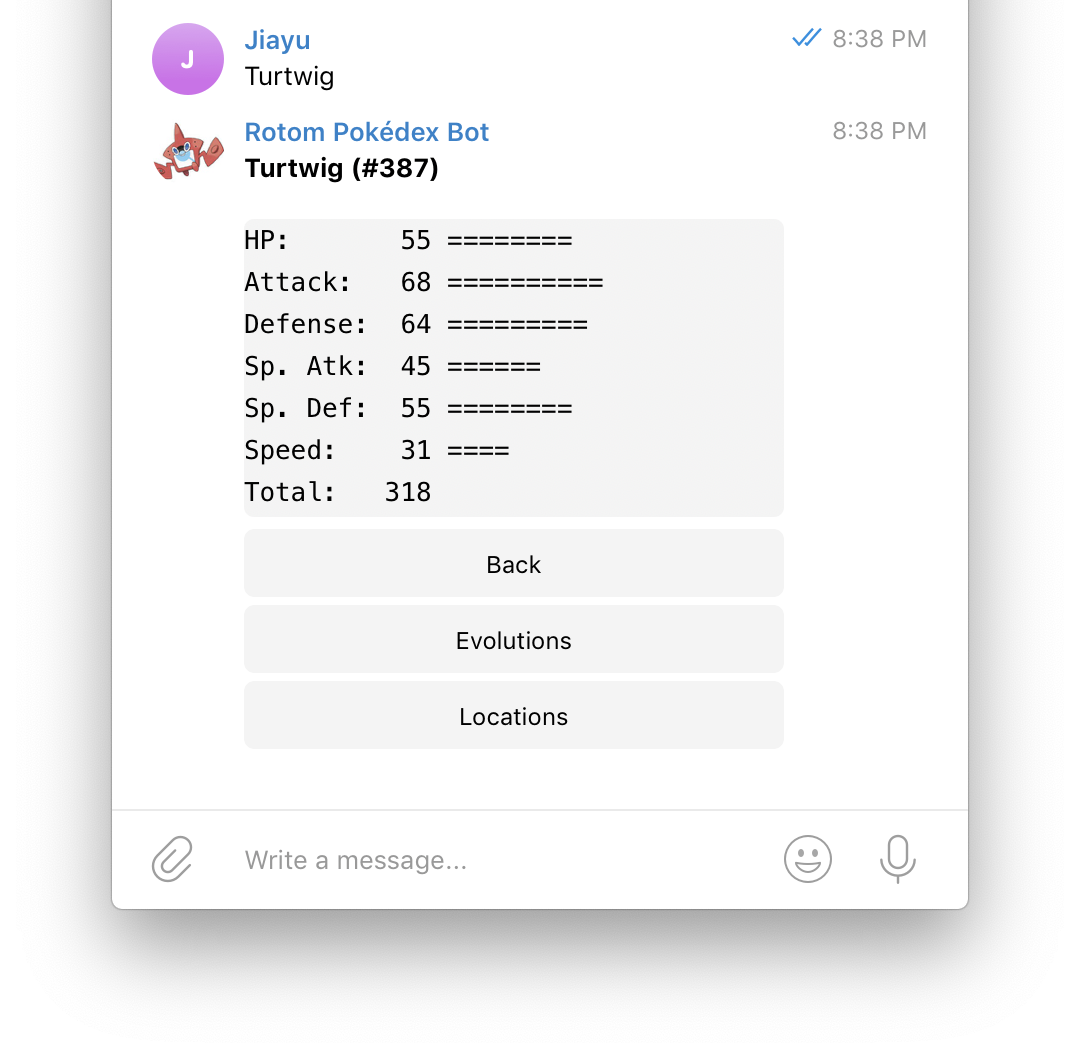 J
Jiayu 8:38 PM
Turtwig
Rotom Pokédex Bot 8:38 PM
Turtwig (#387)
HP:       55 ========
Attack:   68 ==========
Defense:  64 =========
Sp. Atk:  45 ======
Sp. Def:  55 ========
Speed:    31 ====
Total:   318
Back
Evolutions
Locations
Write a message...